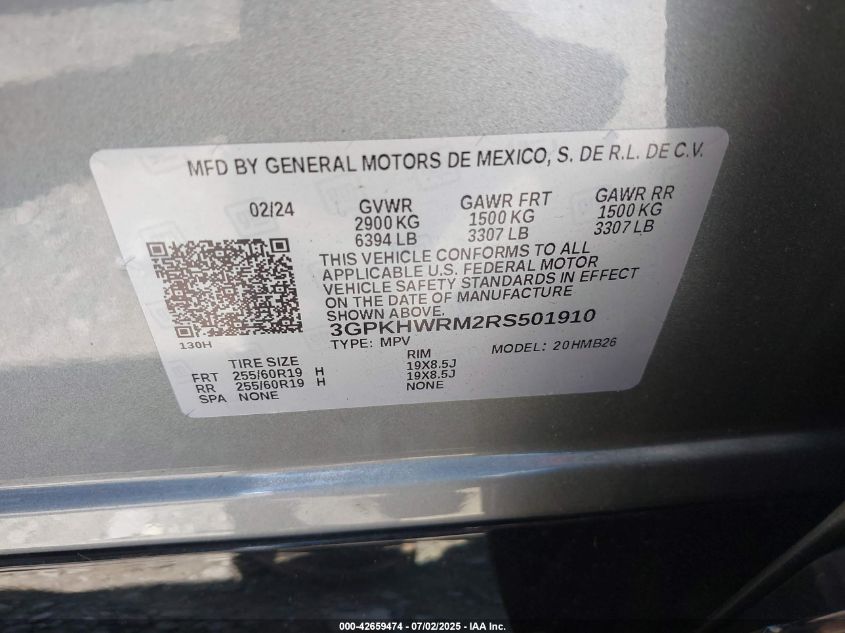 MFD BY GENERAL MOTORS DE MEXICO, S. DE R.L. DE C.V.
02/24 GVWR GAWR FRT GAWR RR
2900 KG 1500 KG 1500 KG
6394 LB 3307 LB 3307 LB
THIS VEHICLE CONFORMS TO ALL
APPLICABLE U.S. FEDERAL MOTOR
VEHICLE SAFETY STANDARDS IN EFFECT
ON THE DATE OF MANUFACTURE
SHOWN ABOVE.
3GPKHWRM2RS501910
130H TYPE: MPV MODEL: 20HMB26
TIRE SIZE RIM
FRT 255/60R19 H 19X8.5J
RR 255/60R19 H 19X8.5J
SPA NONE NONE
000-42659474 | 07/02/2025 - IAA Inc.